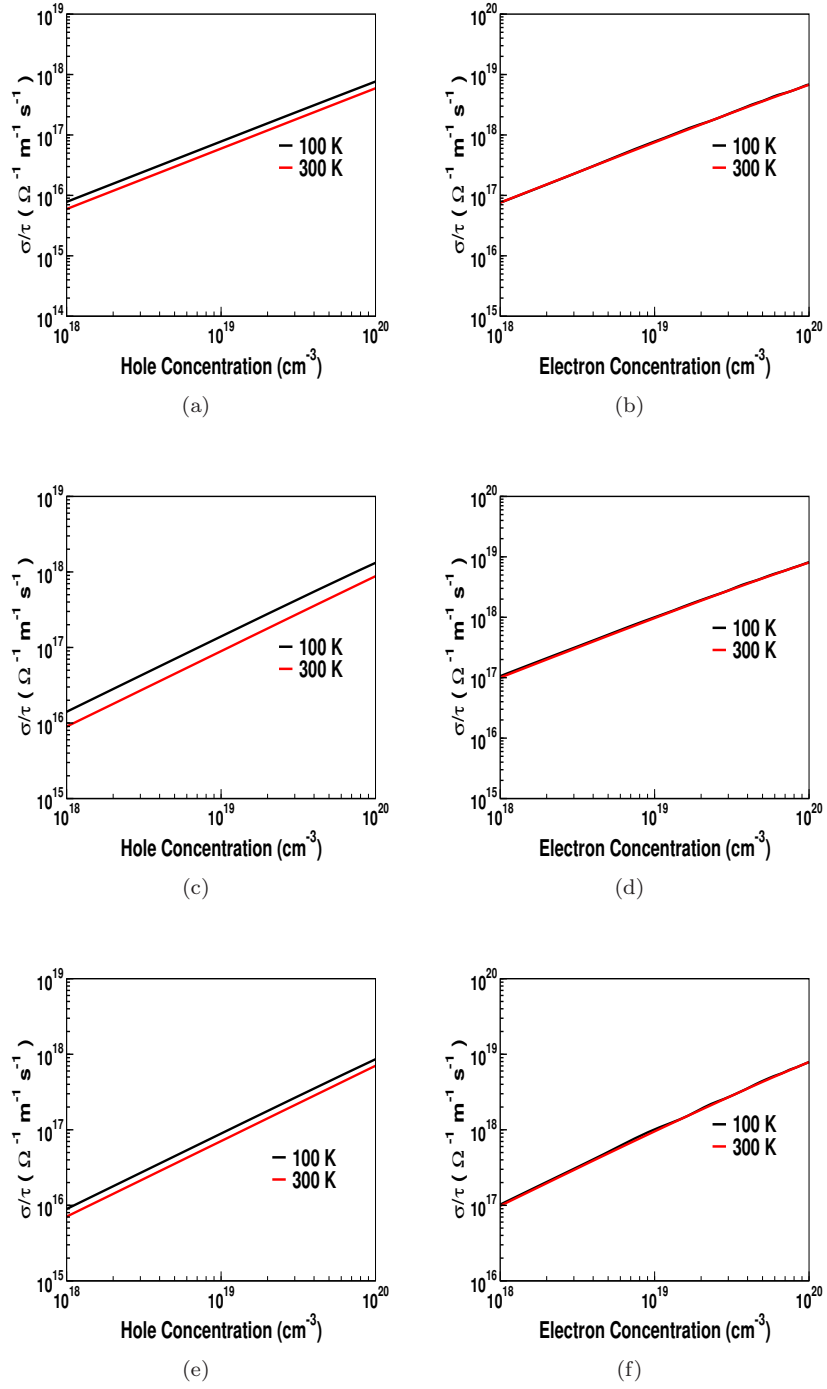 10^19
10^18
10^17
10^16
10^15
10^14
σ/τ ( Ω^-1 m^-1 s^-1 )
100 K
300 K
10^18
10^19
10^20
Hole Concentration (cm^-3)
(a)
10^20
10^19
10^18
10^17
10^16
10^15
σ/τ ( Ω^-1 m^-1 s^-1 )
100 K
300 K
10^18
10^19
10^20
Electron Concentration (cm^-3)
(b)
10^19
10^18
10^17
10^16
10^15
σ/τ ( Ω^-1 m^-1 s^-1 )
100 K
300 K
10^18
10^19
10^20
Hole Concentration (cm^-3)
(c)
10^20
10^19
10^18
10^17
10^16
10^15
σ/τ ( Ω^-1 m^-1 s^-1 )
100 K
300 K
10^18
10^19
10^20
Electron Concentration (cm^-3)
(d)
10^19
10^18
10^17
10^16
10^15
σ/τ ( Ω^-1 m^-1 s^-1 )
100 K
300 K
10^18
10^19
10^20
Hole Concentration (cm^-3)
(e)
10^20
10^19
10^18
10^17
10^16
σ/τ ( Ω^-1 m^-1 s^-1 )
100 K
300 K
10^18
10^19
10^20
Electron Concentration (cm^-3)
(f)